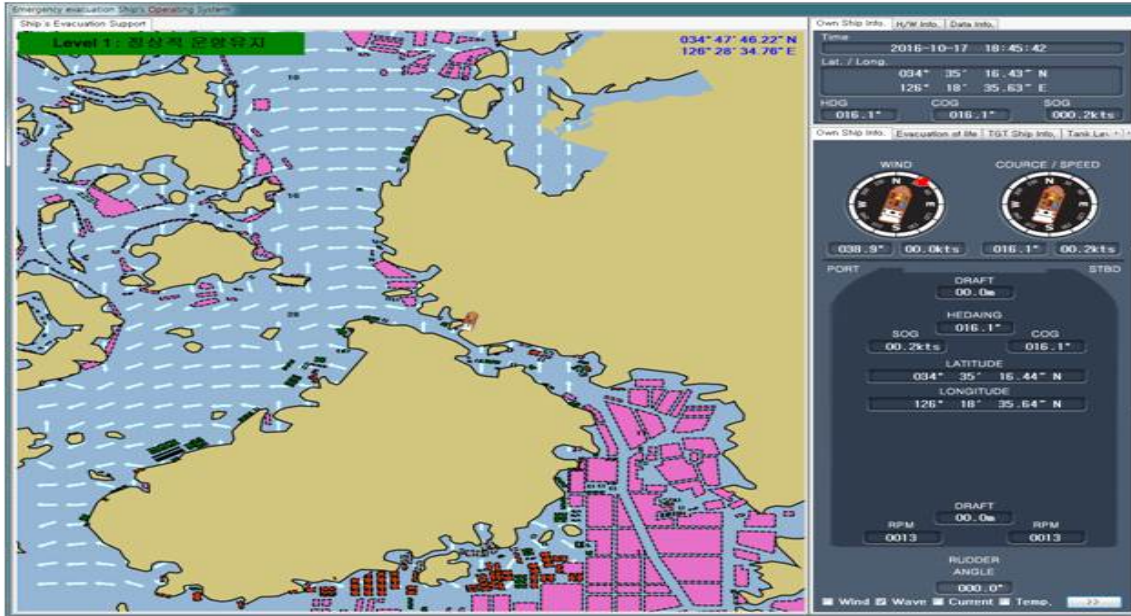 Emergency evacuation Ship's Operating System
Ship's Evacuation Support
Level 1 : 정상적 운항유지
034° 47' 46.22" N
126° 28' 34.76" E
10
16
28
Own Ship Info. H/W Info. Data Info.
Time
2016-10-17 18:45:42
Lat. / Long.
034° 35' 16.43" N
126° 18' 35.63" E
HDG COG SOG
016.1° 016.1° 000.2kts
Own Ship Info. Evacuation of life TGT Ship Info. Tank Lev
WIND COURCE / SPEED
N N
W E W E
S S
038.9° 00.0kts 016.1° 00.2kts
PORT STBD
DRAFT
00.0m
HEDAING
016.1°
SOG COG
00.2kts 016.1°
LATITUDE
034° 35' 16.44" N
LONGITUDE
126° 18' 35.64" N
DRAFT
00.0m
RPM RPM
0013 0013
RUDDER
ANGLE
000.0°
Wind Wave Current Temp. >>